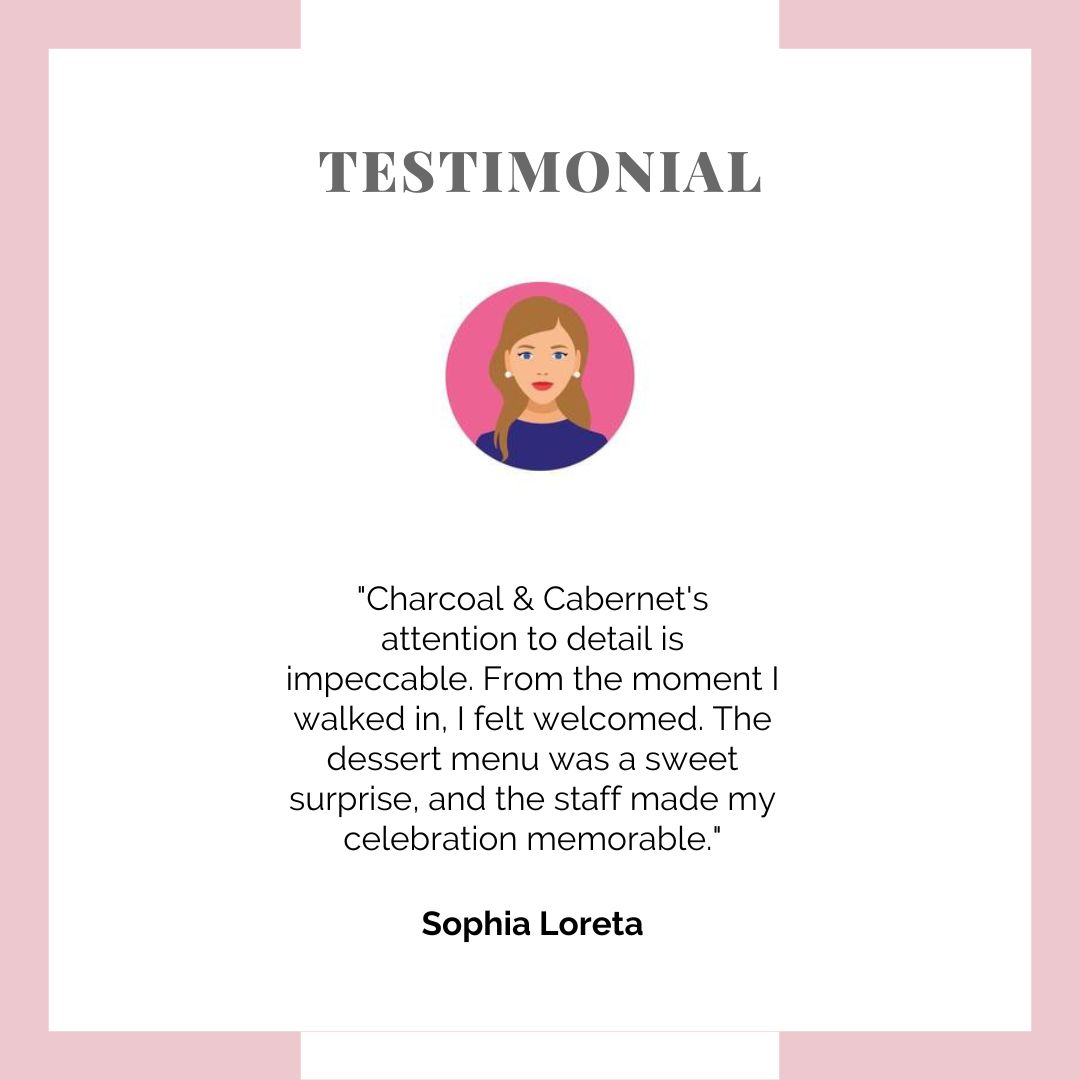 TESTIMONIAL
"Charcoal & Cabernet's
attention to detail is
impeccable. From the moment I
walked in, I felt welcomed. The
dessert menu was a sweet
surprise, and the staff made my
celebration memorable."
Sophia Loreta